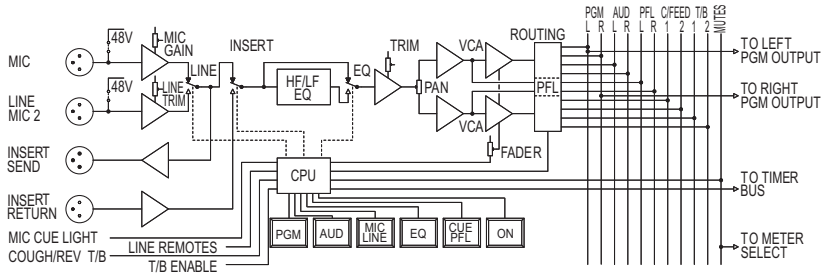 PGM AUD PFL C/FEED T/B
L R L R L R 1 2 1 2 MUTES
48V
MIC
GAIN
INSERT
TRIM
VCA
ROUTING
MIC
LINE
EQ
HF/LF
EQ
PAN
PFL
TO LEFT
PGM OUTPUT
48V
LINE
TRIM
LINE
MIC 2
VCA
TO RIGHT
PGM OUTPUT
INSERT
SEND
FADER
CPU
TO TIMER
BUS
INSERT
RETURN
PGM
AUD
MIC
LINE
EQ
CUE
PFL
ON
MIC CUE LIGHT
LINE REMOTES
COUGH/REV T/B
T/B ENABLE
TO METER
SELECT